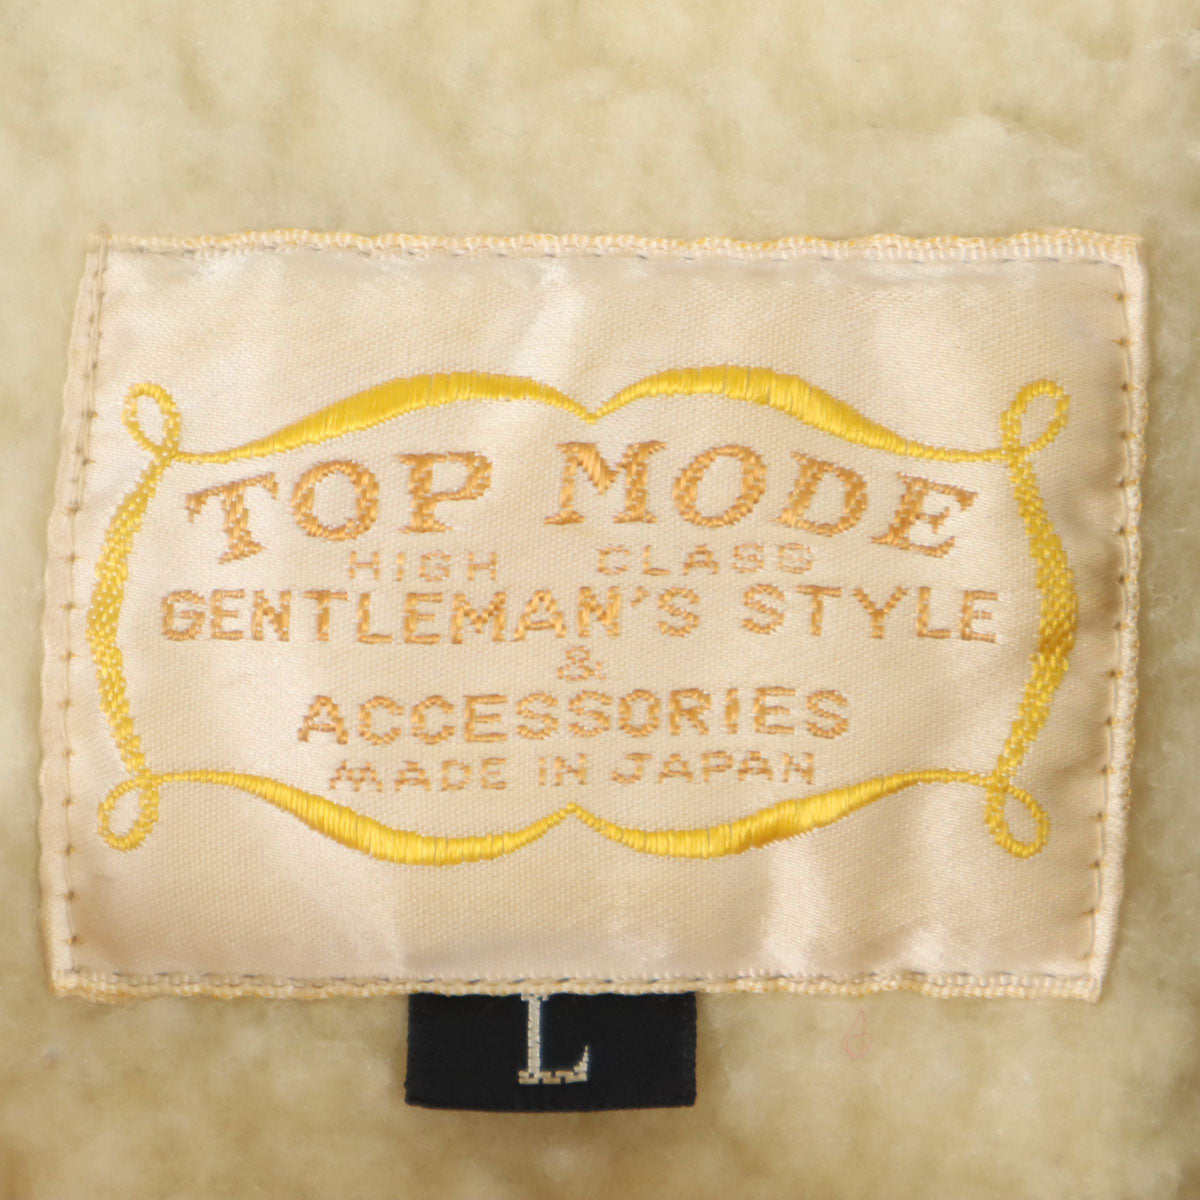 TOP MODE
HIGH CLASS
GENTLEMAN'S STYLE
&
ACCESSORIES
MADE IN JAPAN
L